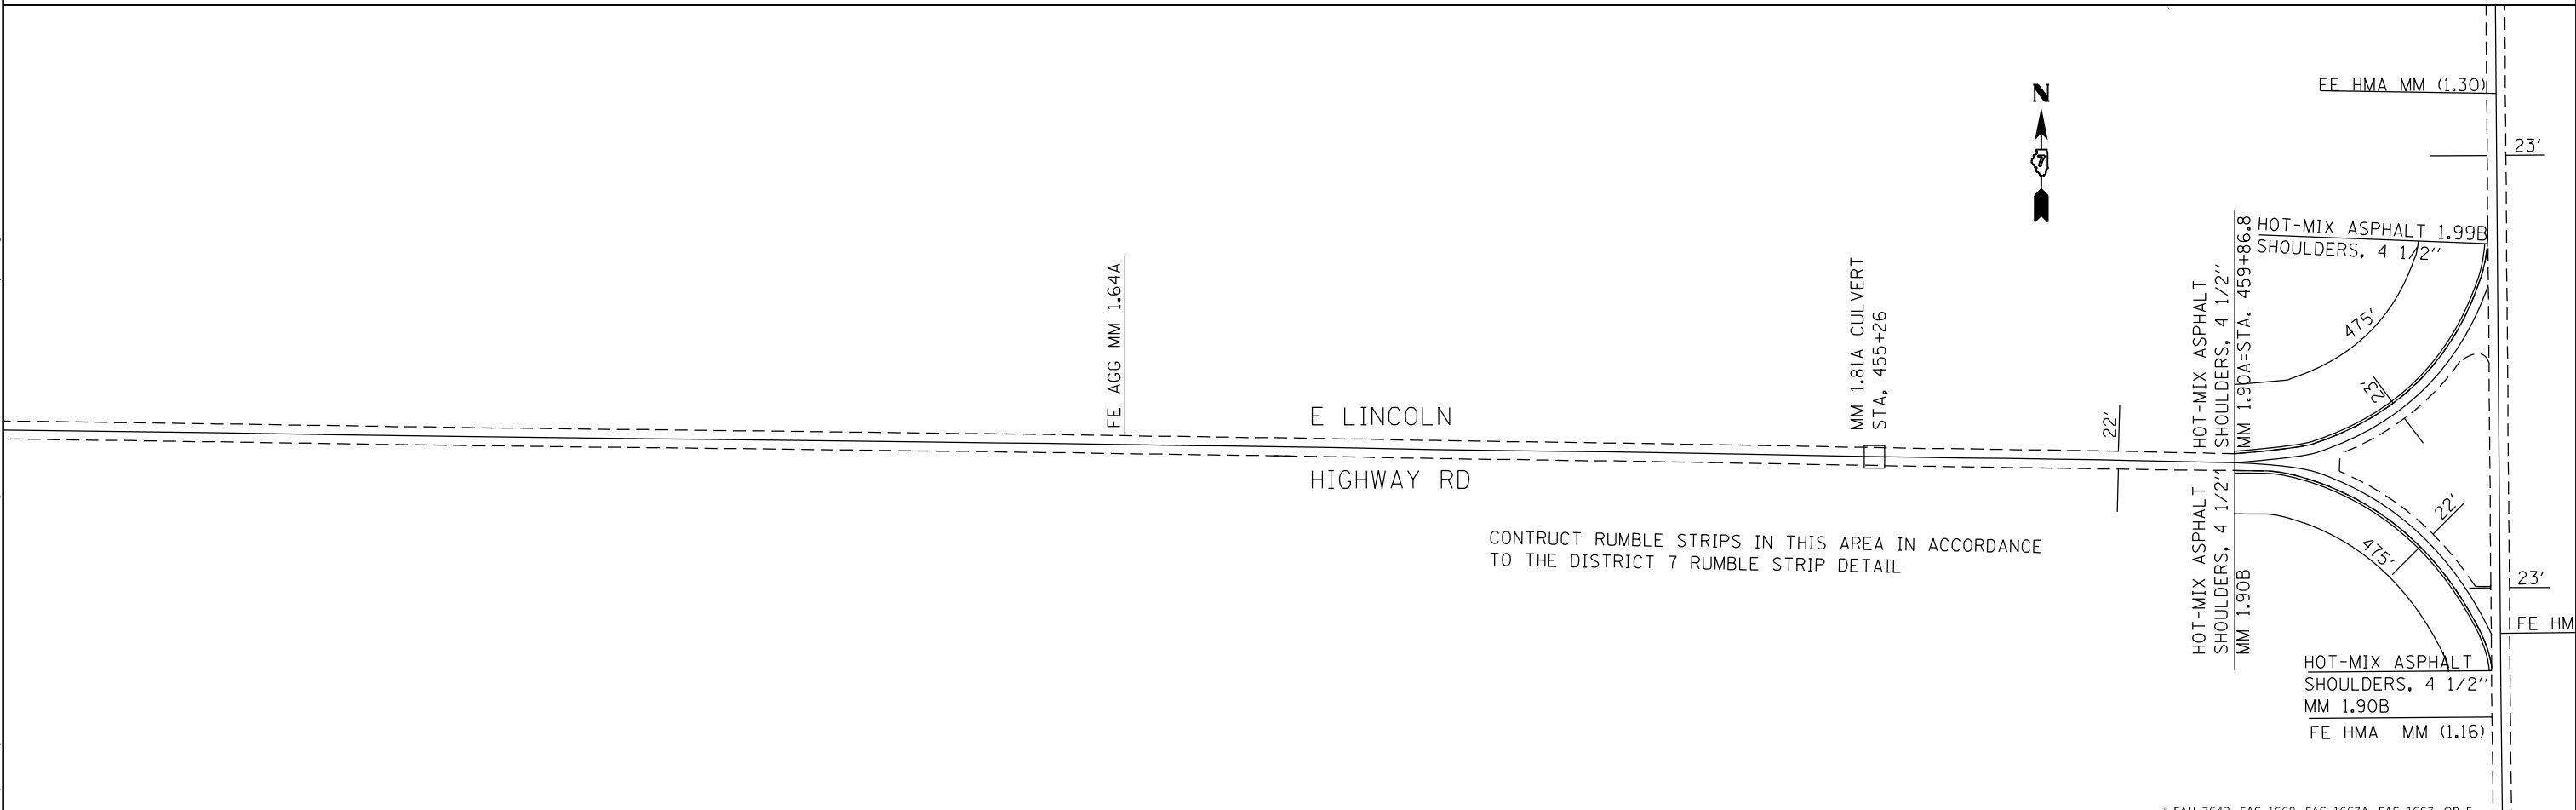 N
7
FE HMA MM (1.30)
23'
HOT-MIX ASPHALT 1.99B
SHOULDERS, 4 1/2''
475'
23'
FE AGG MM 1.64A
MM 1.81A CULVERT
STA, 455+26
22'
HOT-MIX ASPHALT
SHOULDERS, 4 1/2''
MM 1.90A=STA. 459+86.8
E LINCOLN
HIGHWAY RD
CONTRUCT RUMBLE STRIPS IN THIS AREA IN ACCORDANCE
TO THE DISTRICT 7 RUMBLE STRIP DETAIL
HOT-MIX ASPHALT
SHOULDERS, 4 1/2''
MM 1.90B
22'
475'
23'
FE HM
HOT-MIX ASPHALT
SHOULDERS, 4 1/2''
MM 1.90B
FE HMA MM (1.16)